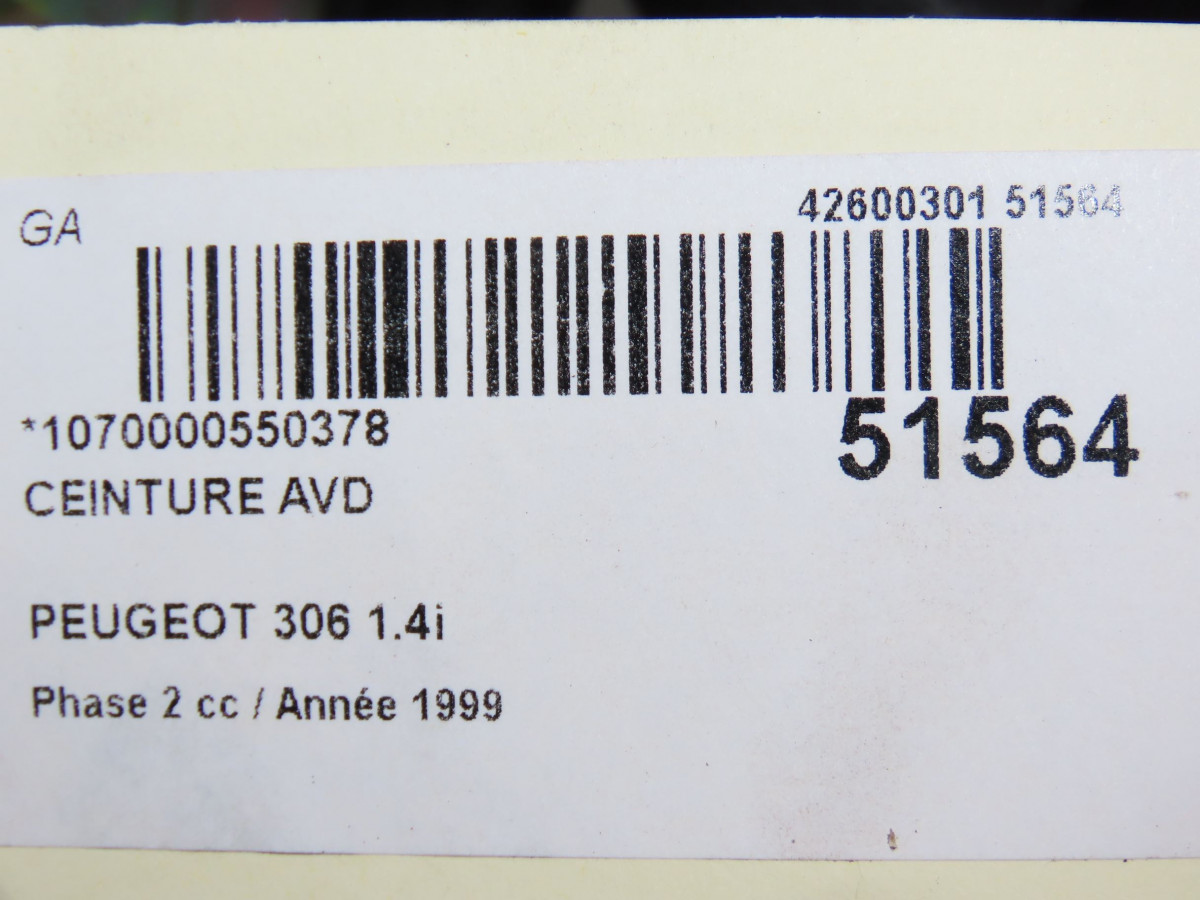 GA
42600301 51564
*1070000550378
51564
CEINTURE AVD
PEUGEOT 306 1.4i
Phase 2 cc / Année 1999